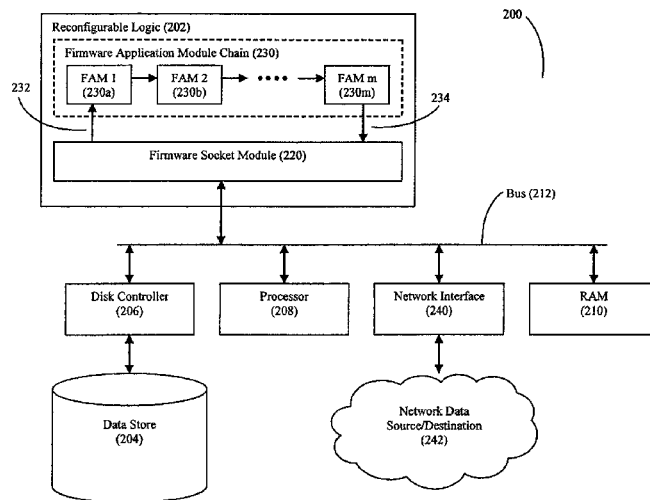 200
Reconfigurable Logic (202)
Firmware Application Module Chain (230)
FAM 1
(230a)
FAM 2
(230b)
FAM m
(230m)
232
234
Firmware Socket Module (220)
Bus (212)
Disk Controller
(206)
Processor
(208)
Network Interface
(240)
RAM
(210)
Data Store
(204)
Network Data
Source/Destination
(242)